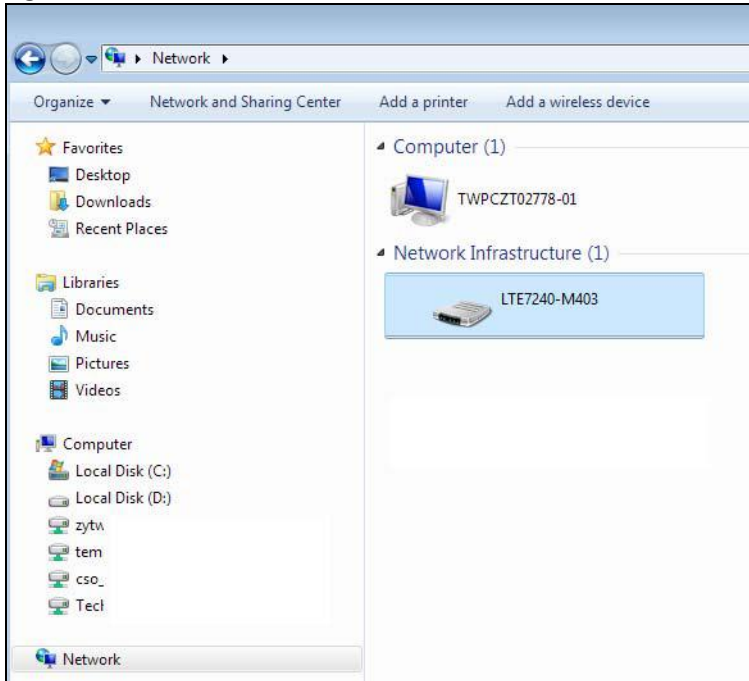 Network
Organize Network and Sharing Center Add a printer Add a wireless device
Favorites
Desktop
Downloads
Recent Places
Libraries
Documents
Music
Pictures
Videos
Computer
Local Disk (C:)
Local Disk (D:)
tem
cso_
Network
Computer (1)
TWPCZT02778-01
Network Infrastructure (1)
LTE7240-M403